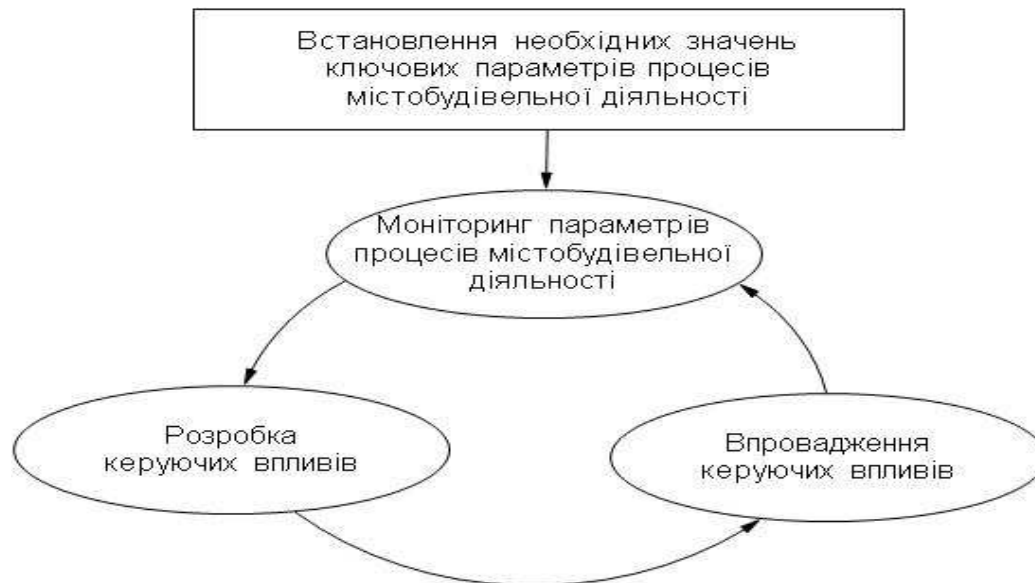 Встановлення необхідних значень
ключових параметрів процесів
містобудівельної діяльності
Моніторинг параметрів
процесів містобудівельної
діяльності
Розробка
керуючих впливів
Впровадження
керуючих впливів